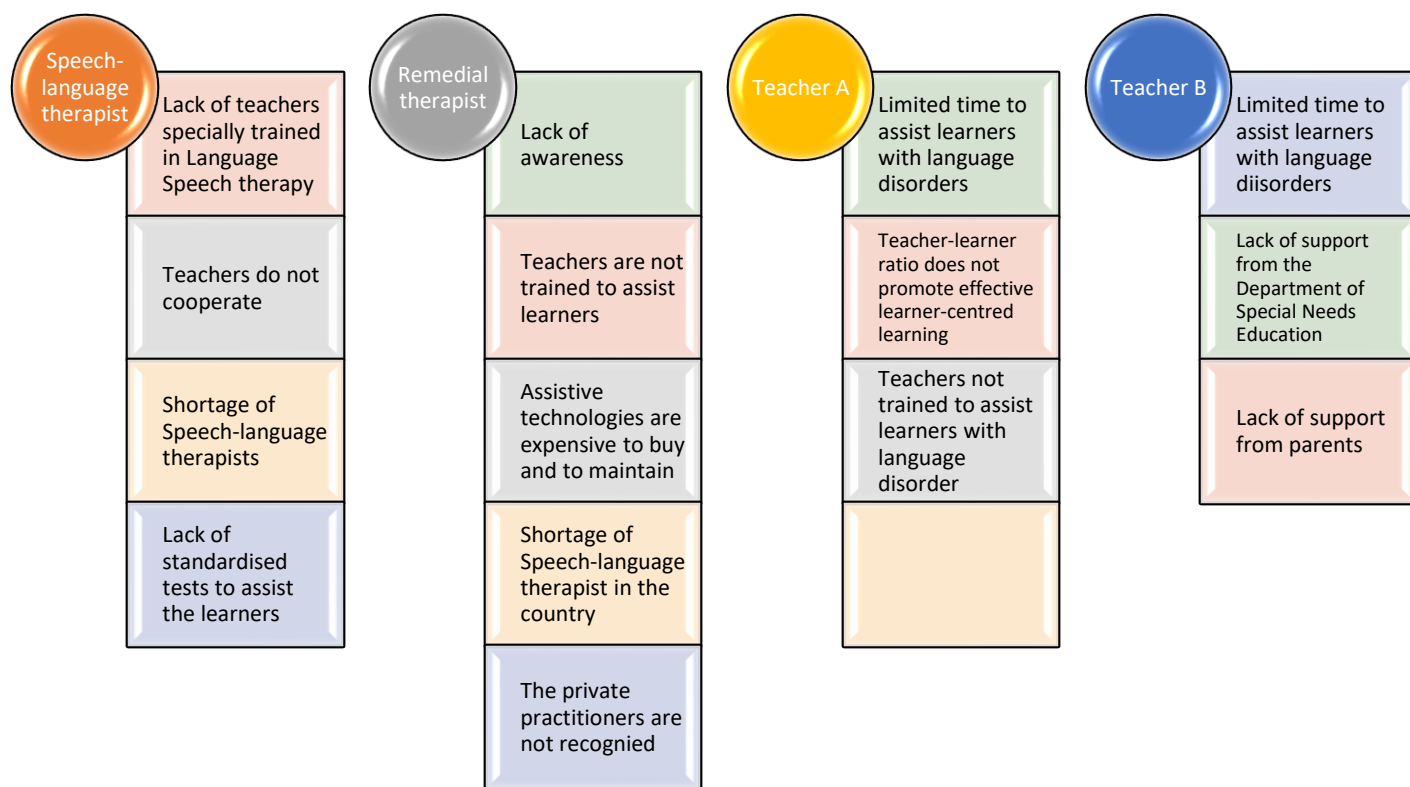 Speech-
language
therapist
Lack of teachers
specially trained
in Language
Speech therapy
Teachers do not
cooperate
Shortage of
Speech-language
therapists
Lack of
standardised
tests to assist
the learners
Remedial
therapist
Lack of
awareness
Teachers are not
trained to assist
learners
Assistive
technologies are
expensive to buy
and to maintain
Shortage of
Speech-language
therapist in the
country
The private
practitioners are
not recognied
Teacher A
Limited time to
assist learners
with language
disorders
Teacher-learner
ratio does not
promote effective
learner-centred
learning
Teachers not
trained to assist
learners with
language
disorder
Teacher B
Limited time to
assist learners
with language
diisorders
Lack of support
from the
Department of
Special Needs
Education
Lack of support
from parents